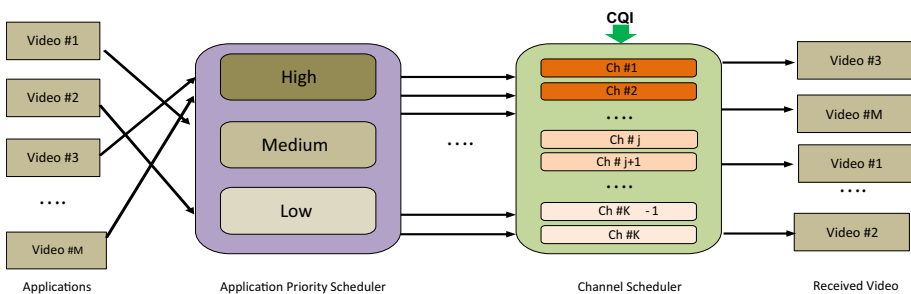 CQI
Video #1
Video #2
Video #3
....
Video #M
High
Medium
Low
....
Ch #1
Ch #2
....
Ch # j
Ch # j+1
....
Ch #K - 1
Ch #K
Video #3
Video #M
Video #1
....
Video #2
Applications
Application Priority Scheduler
Channel Scheduler
Received Video